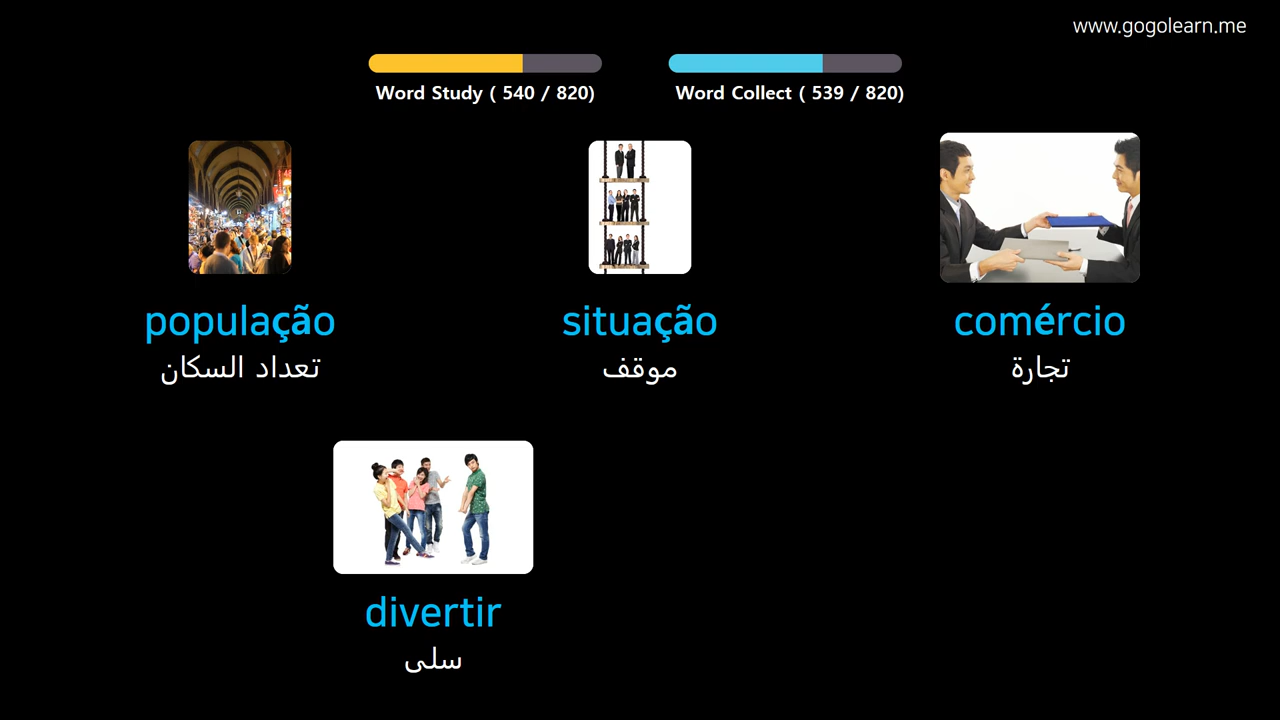 www.gogolearn.me
Word Study ( 540 / 820)
Word Collect ( 539 / 820)
população
situação
comércio
تعداد السكان
موقف
تجارة
divertir
سلى